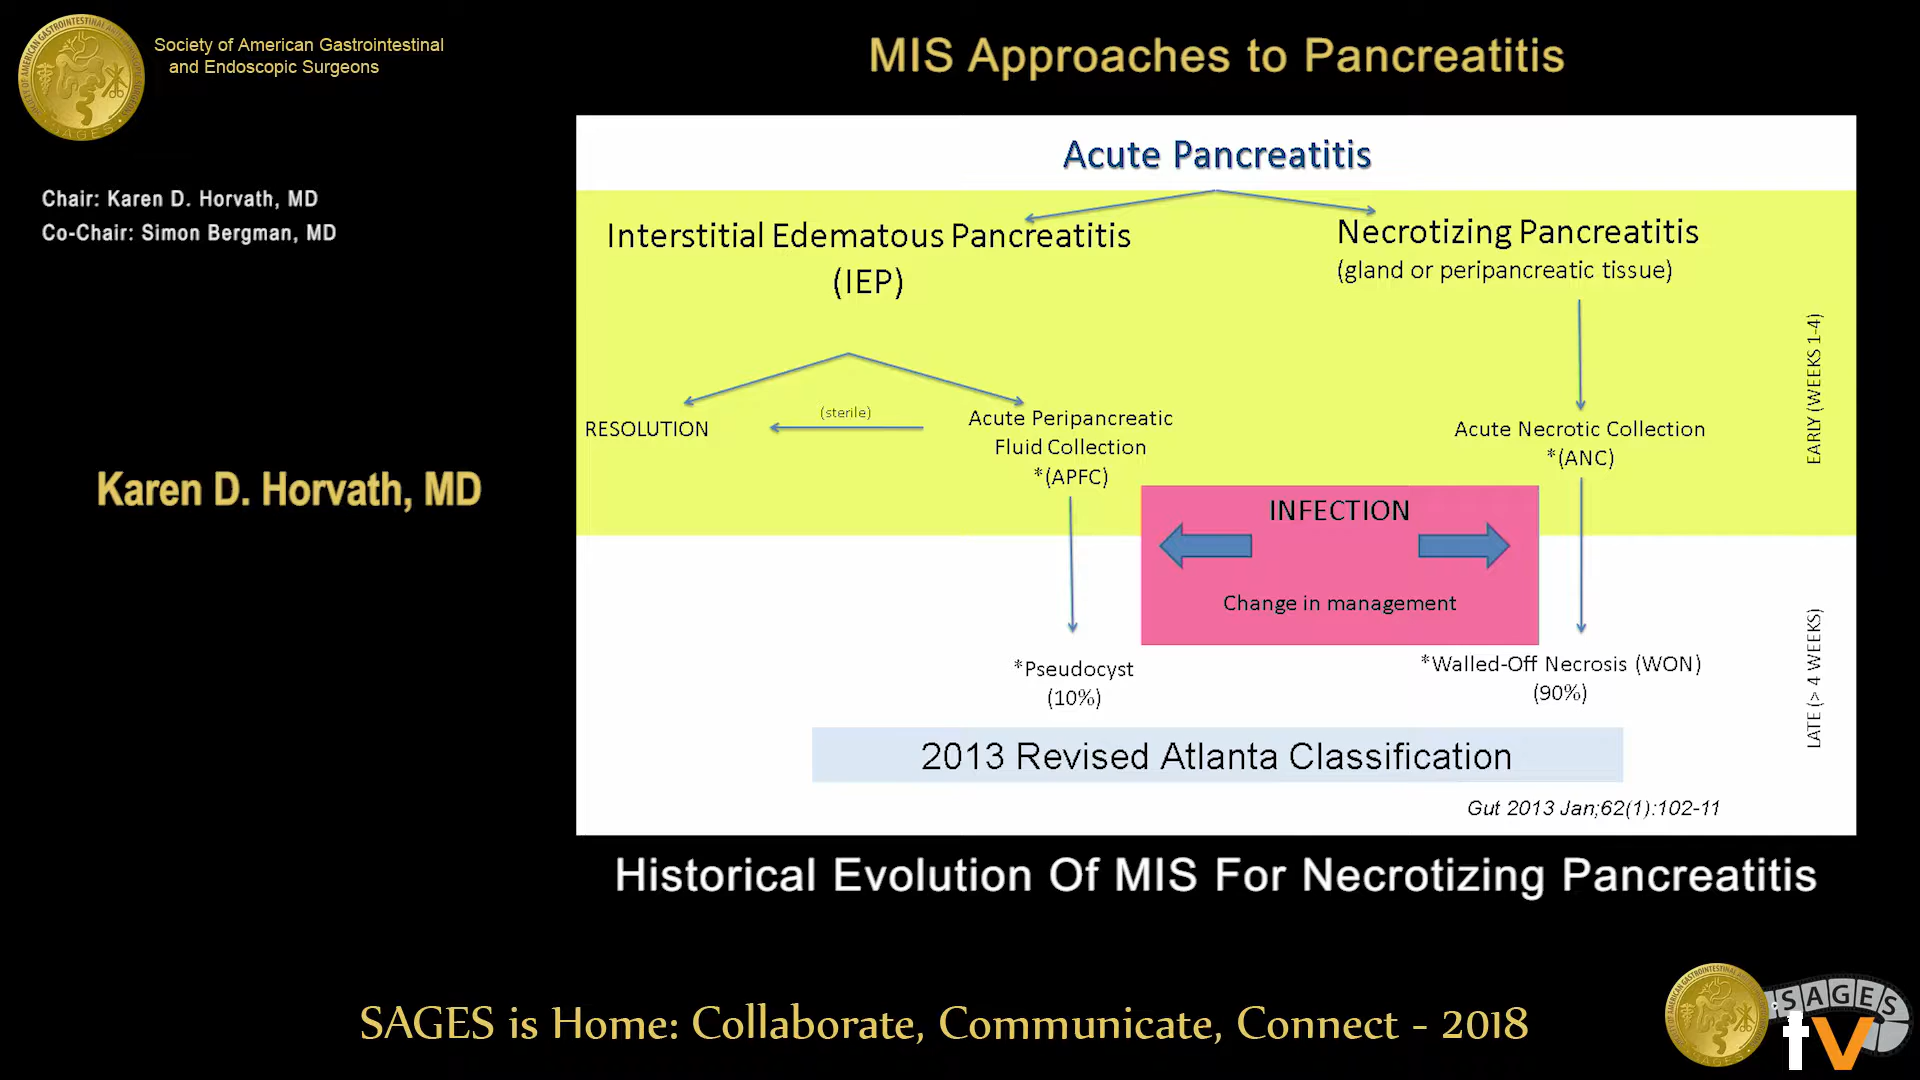 Society of American Gastrointestinal
and Endoscopic Surgeons
MIS Approaches to Pancreatitis
Chair: Karen D. Horvath, MD
Co-Chair: Simon Bergman, MD
Karen D. Horvath, MD
Acute Pancreatitis
Interstitial Edematous Pancreatitis
(IEP)
Necrotizing Pancreatitis
(gland or peripancreatic tissue)
EARLY (WEEKS 1-4)
RESOLUTION
(sterile)
Acute Peripancreatic
Fluid Collection
*(APFC)
Acute Necrotic Collection
*(ANC)
INFECTION
Change in management
*Pseudocyst
(10%)
*Walled-Off Necrosis (WON)
(90%)
LATE (> 4 WEEKS)
2013 Revised Atlanta Classification
Gut 2013 Jan;62(1):102-11
Historical Evolution Of MIS For Necrotizing Pancreatitis
SAGES is Home: Collaborate, Communicate, Connect - 2018
SAGES
tv